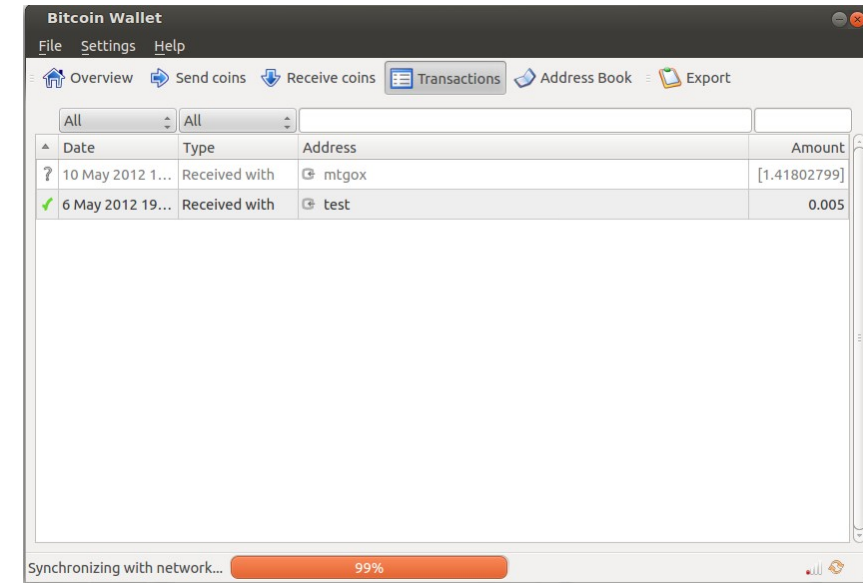 Bitcoin Wallet
File Settings Help
Overview Send coins Receive coins Transactions Address Book Export
All All
Date Type Address Amount
? 10 May 2012 1... Received with mtgox [1.41802799]
6 May 2012 19... Received with test 0.005
Synchronizing with network... 99%